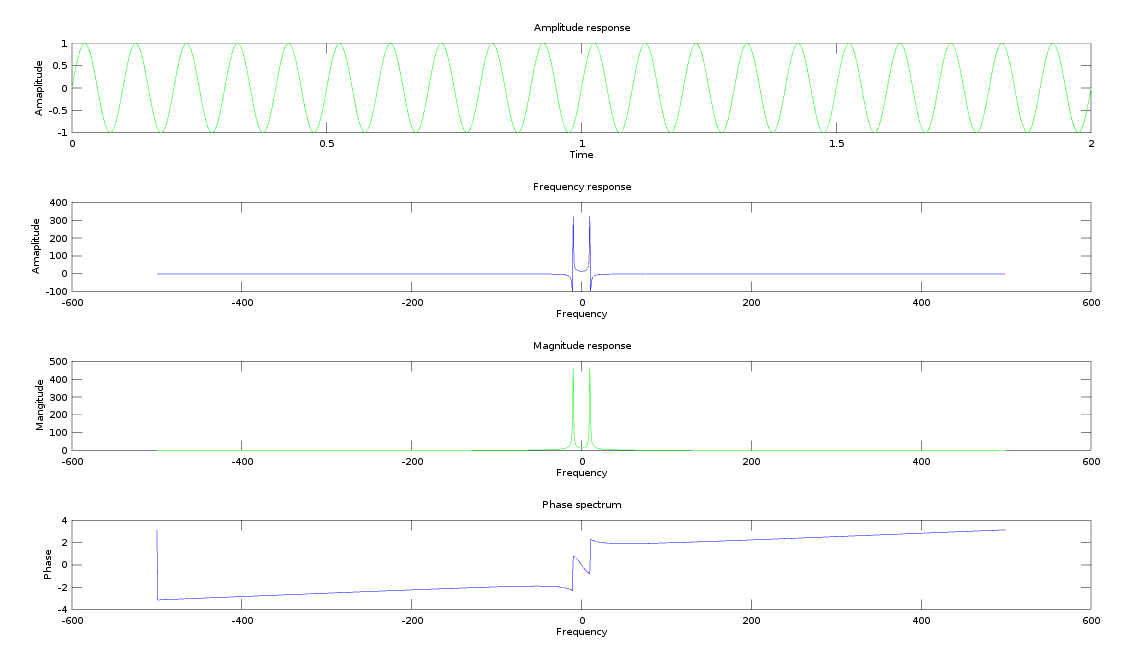 Amplitude response
1
0.5
0
-0.5
-1
Amaplitude
0 0.5 1 1.5 2
Time
Frequency response
400
300
200
100
0
-100
Amaplitude
-600 -400 -200 0 200 400 600
Frequency
Magnitude response
500
400
300
200
100
0
Mangitude
-600 -400 -200 0 200 400 600
Frequency
Phase spectrum
4
2
0
-2
-4
Phase
-600 -400 -200 0 200 400 600
Frequency